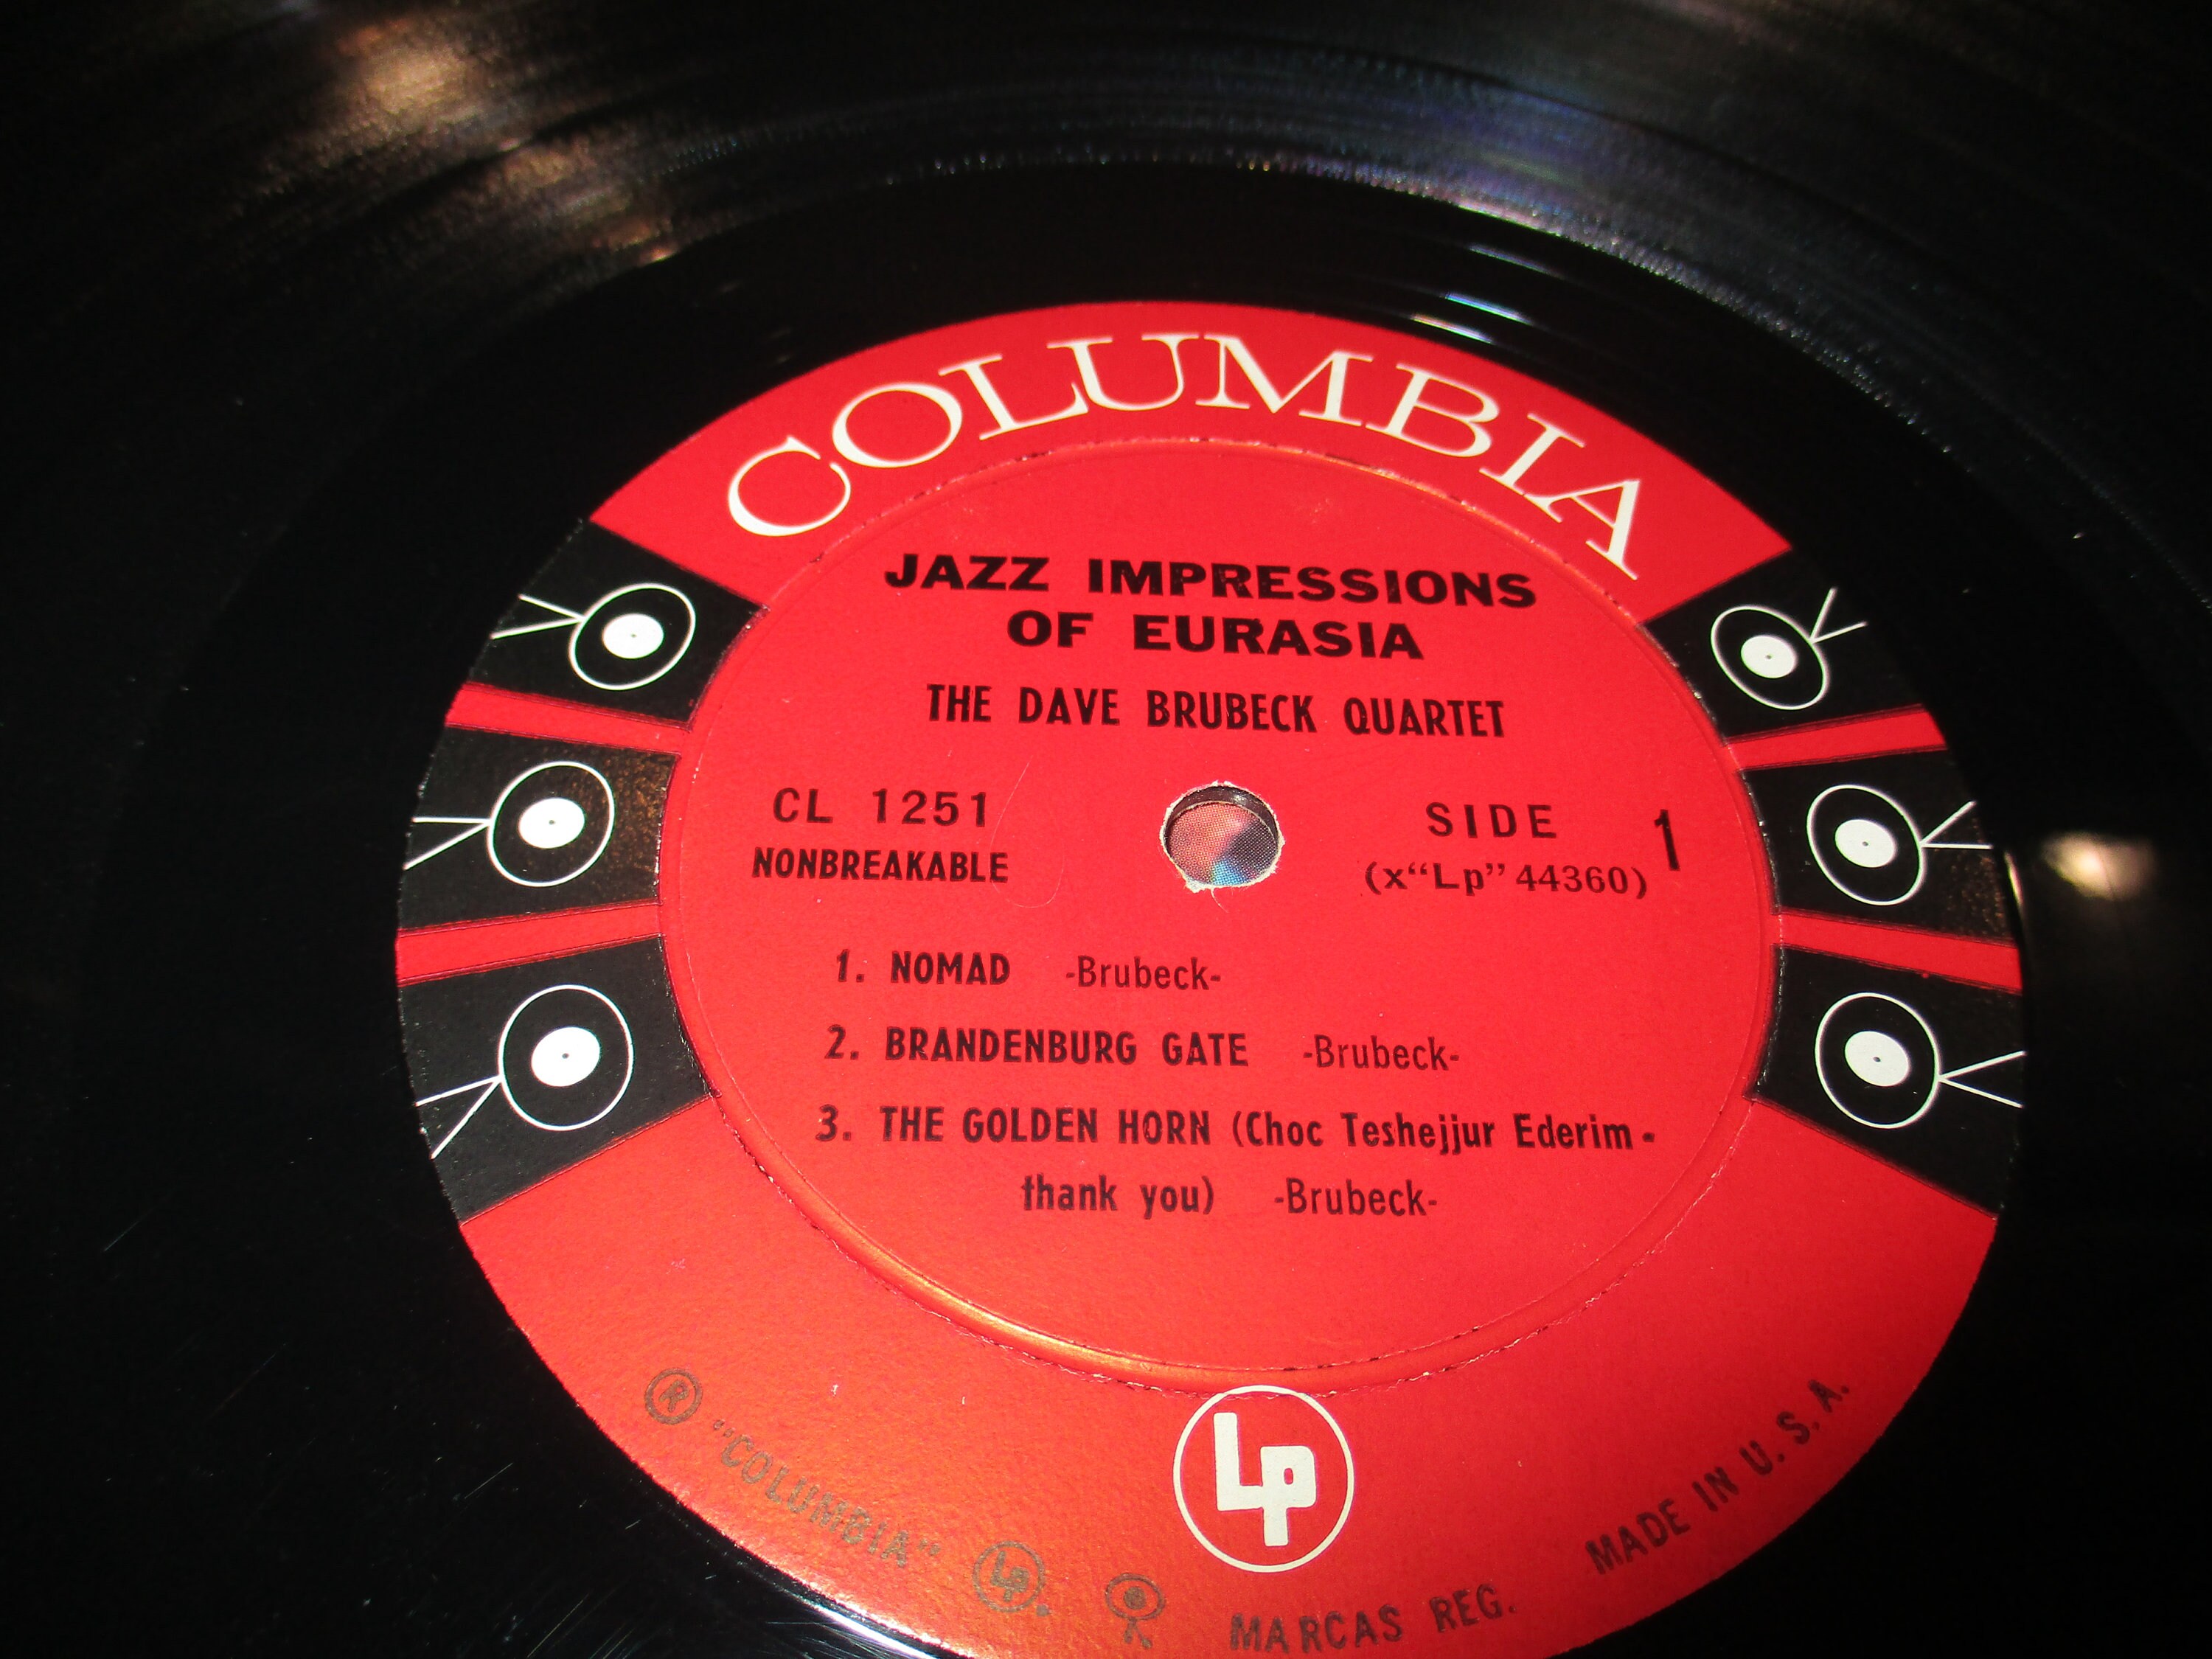 COLUMBIA
JAZZ IMPRESSIONS
OF EURASIA
THE DAVE BRUBECK QUARTET
CL 1251
NONBREAKABLE
SIDE 1
(x“Lp” 44360)
1. NOMAD -Brubeck-
2. BRANDENBURG GATE -Brubeck-
3. THE GOLDEN HORN (Choc Teshejjur Ederim -
thank you) -Brubeck-
Lp
® “COLUMBIA” Lp. MARCAS REG. MADE IN U. S. A.